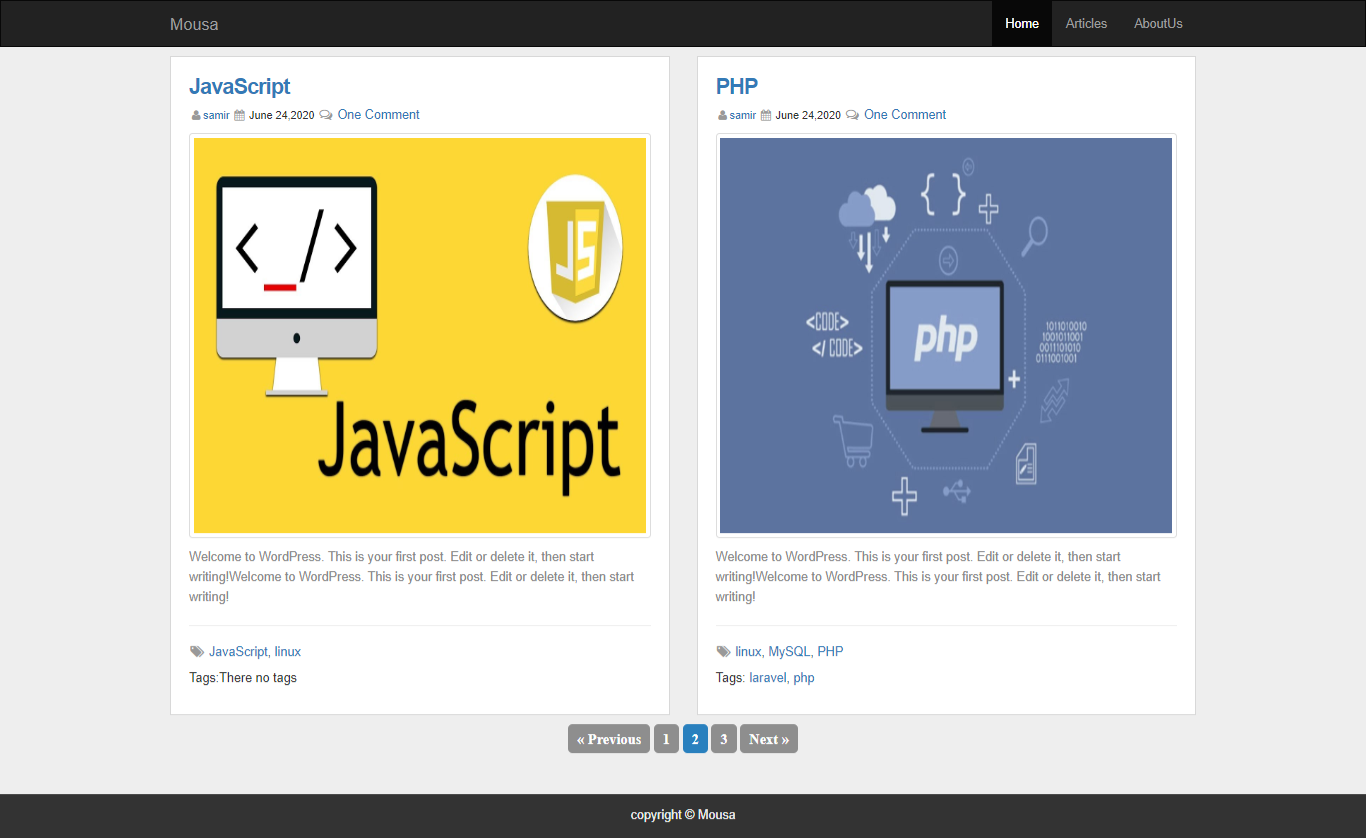 Mousa
Home Articles AboutUs
JavaScript
samir June 24,2020 One Comment
< _ / >
JS
JavaScript
Welcome to WordPress. This is your first post. Edit or delete it, then start
writing!Welcome to WordPress. This is your first post. Edit or delete it, then start
writing!
JavaScript, linux
Tags:There no tags
PHP
samir June 24,2020 One Comment
{ }
<CODE>
</ CODE>
php
1011010010
1001011001
0011101010
0111001001
Welcome to WordPress. This is your first post. Edit or delete it, then start
writing!Welcome to WordPress. This is your first post. Edit or delete it, then start
writing!
linux, MySQL, PHP
Tags: laravel, php
« Previous 1 2 3 Next »
copyright © Mousa